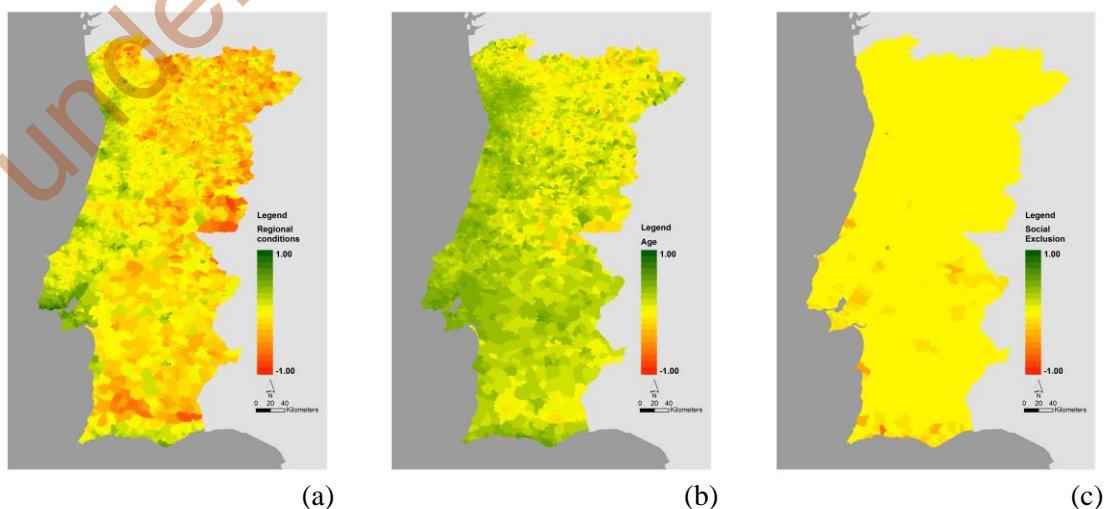 unde
Legend
Regional
conditions
1.00
-1.00
N
0 20 40
Kilometers
(a)
Legend
Age
1.00
-1.00
N
0 20 40
Kilometers
(b)
Legend
Social
Exclusion
1.00
-1.00
N
0 20 40
Kilometers
(c)